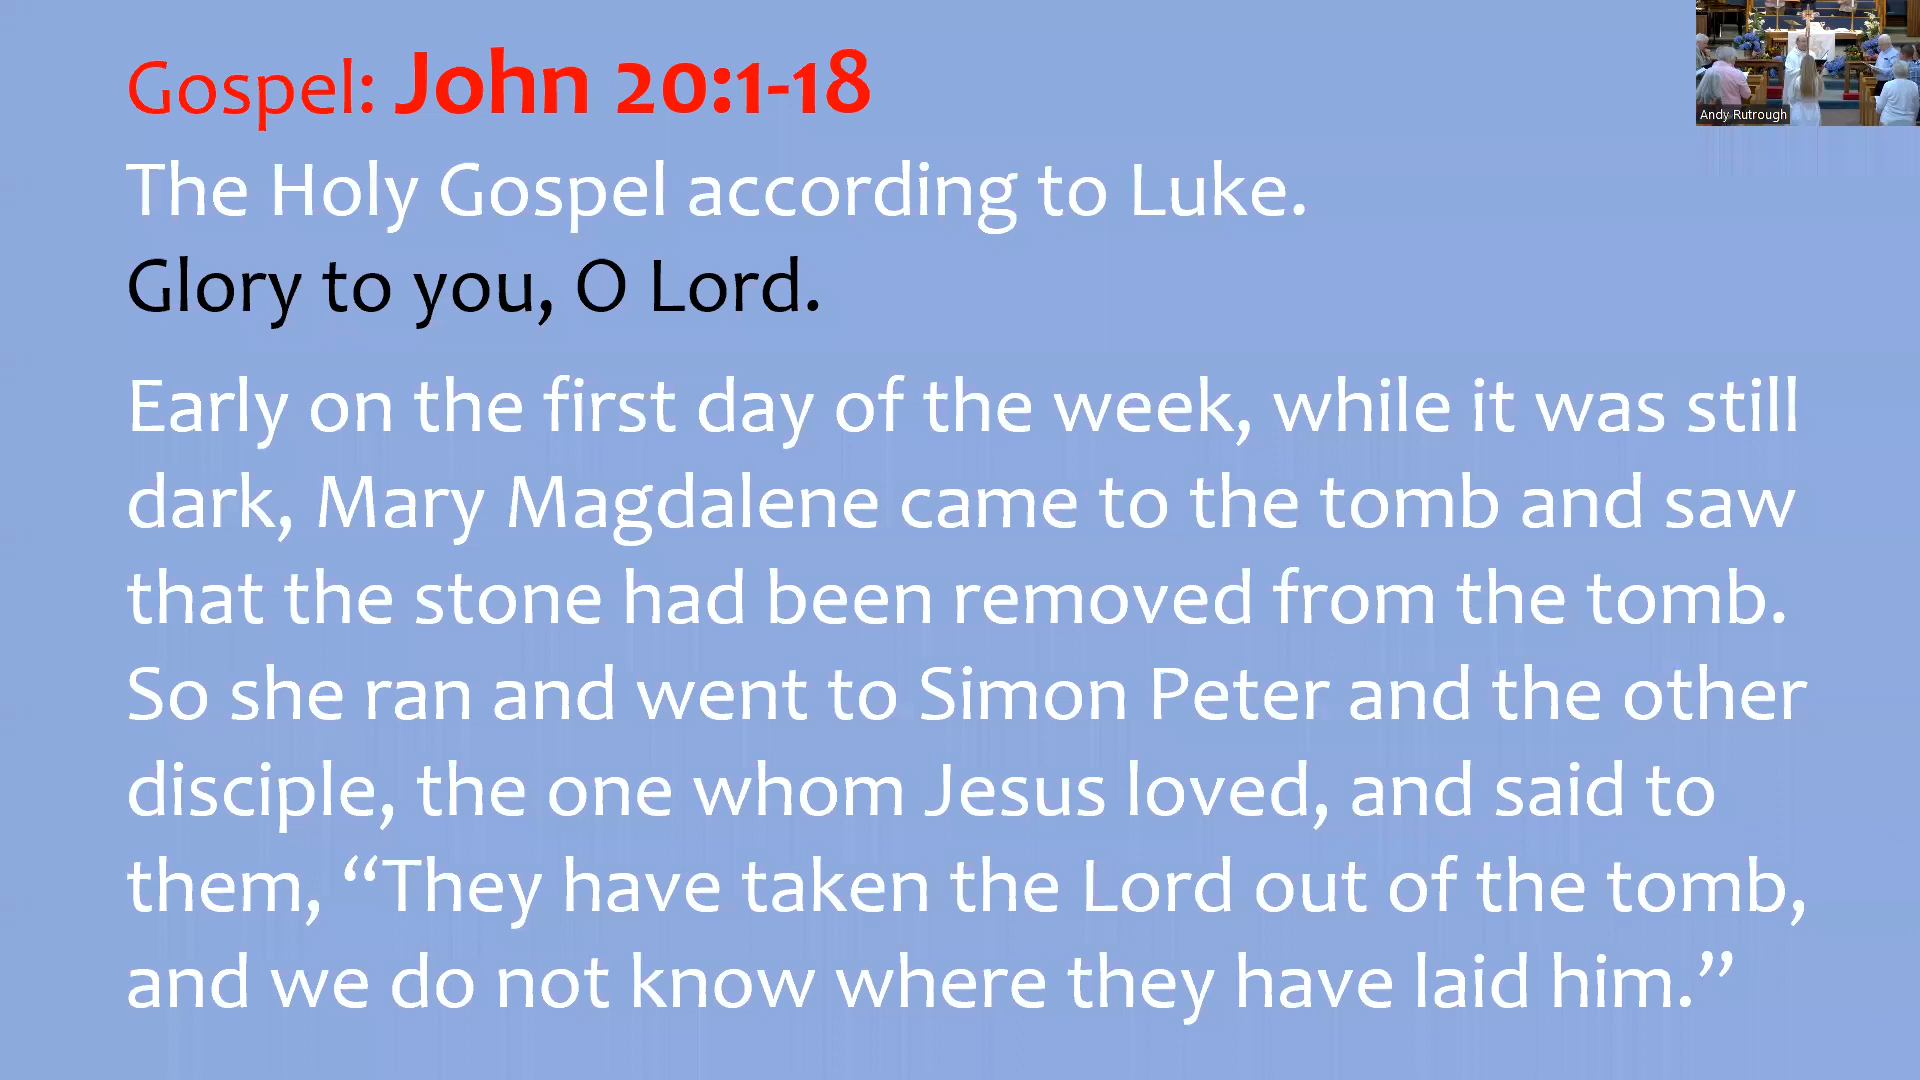 Gospel: John 20:1-18
Andy Rutrough
The Holy Gospel according to Luke.
Glory to you, O Lord.
Early on the first day of the week, while it was still
dark, Mary Magdalene came to the tomb and saw
that the stone had been removed from the tomb.
So she ran and went to Simon Peter and the other
disciple, the one whom Jesus loved, and said to
them, “They have taken the Lord out of the tomb,
and we do not know where they have laid him.”